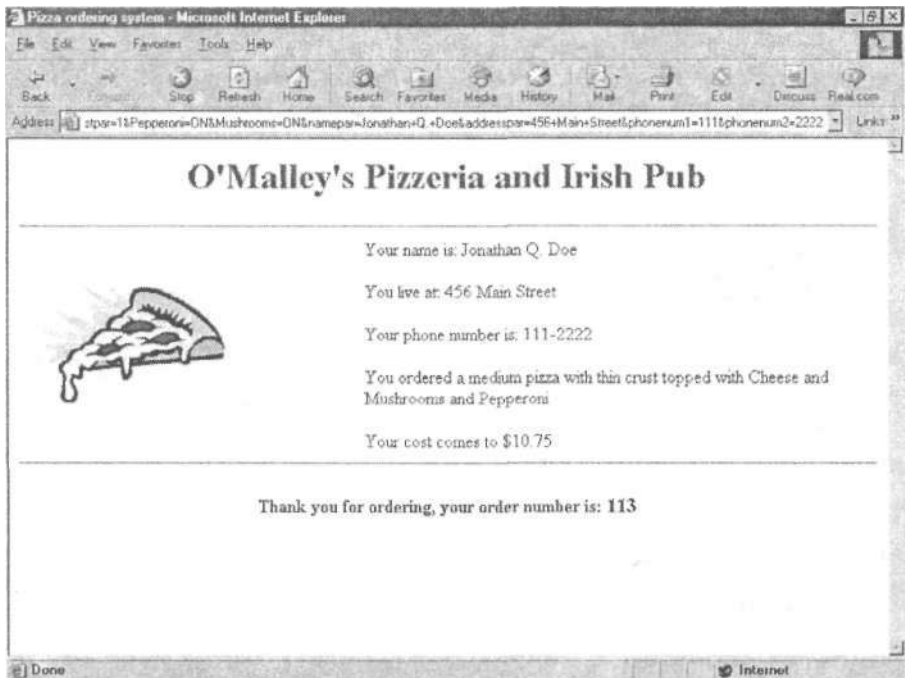 Pizza ordering system - Microsoft Internet Explorer
File Edit View Favorites Tools Help
Back Forward Stop Refresh Home Search Favorites Media History Mail Print Edit Discuss Real.com
Address stpar=1&Pepperoni=ON&Mushrooms=ON&namepar=Jonathan+Q.+Doe&addresspar=456+Main+Street&phonenum1=111&phonenum2=2222 Links »
O'Malley's Pizzeria and Irish Pub
Your name is: Jonathan Q. Doe
You live at: 456 Main Street
Your phone number is: 111-2222
You ordered a medium pizza with thin crust topped with Cheese and
Mushrooms and Pepperoni
Your cost comes to $10.75
Thank you for ordering, your order number is: 113
Done Internet